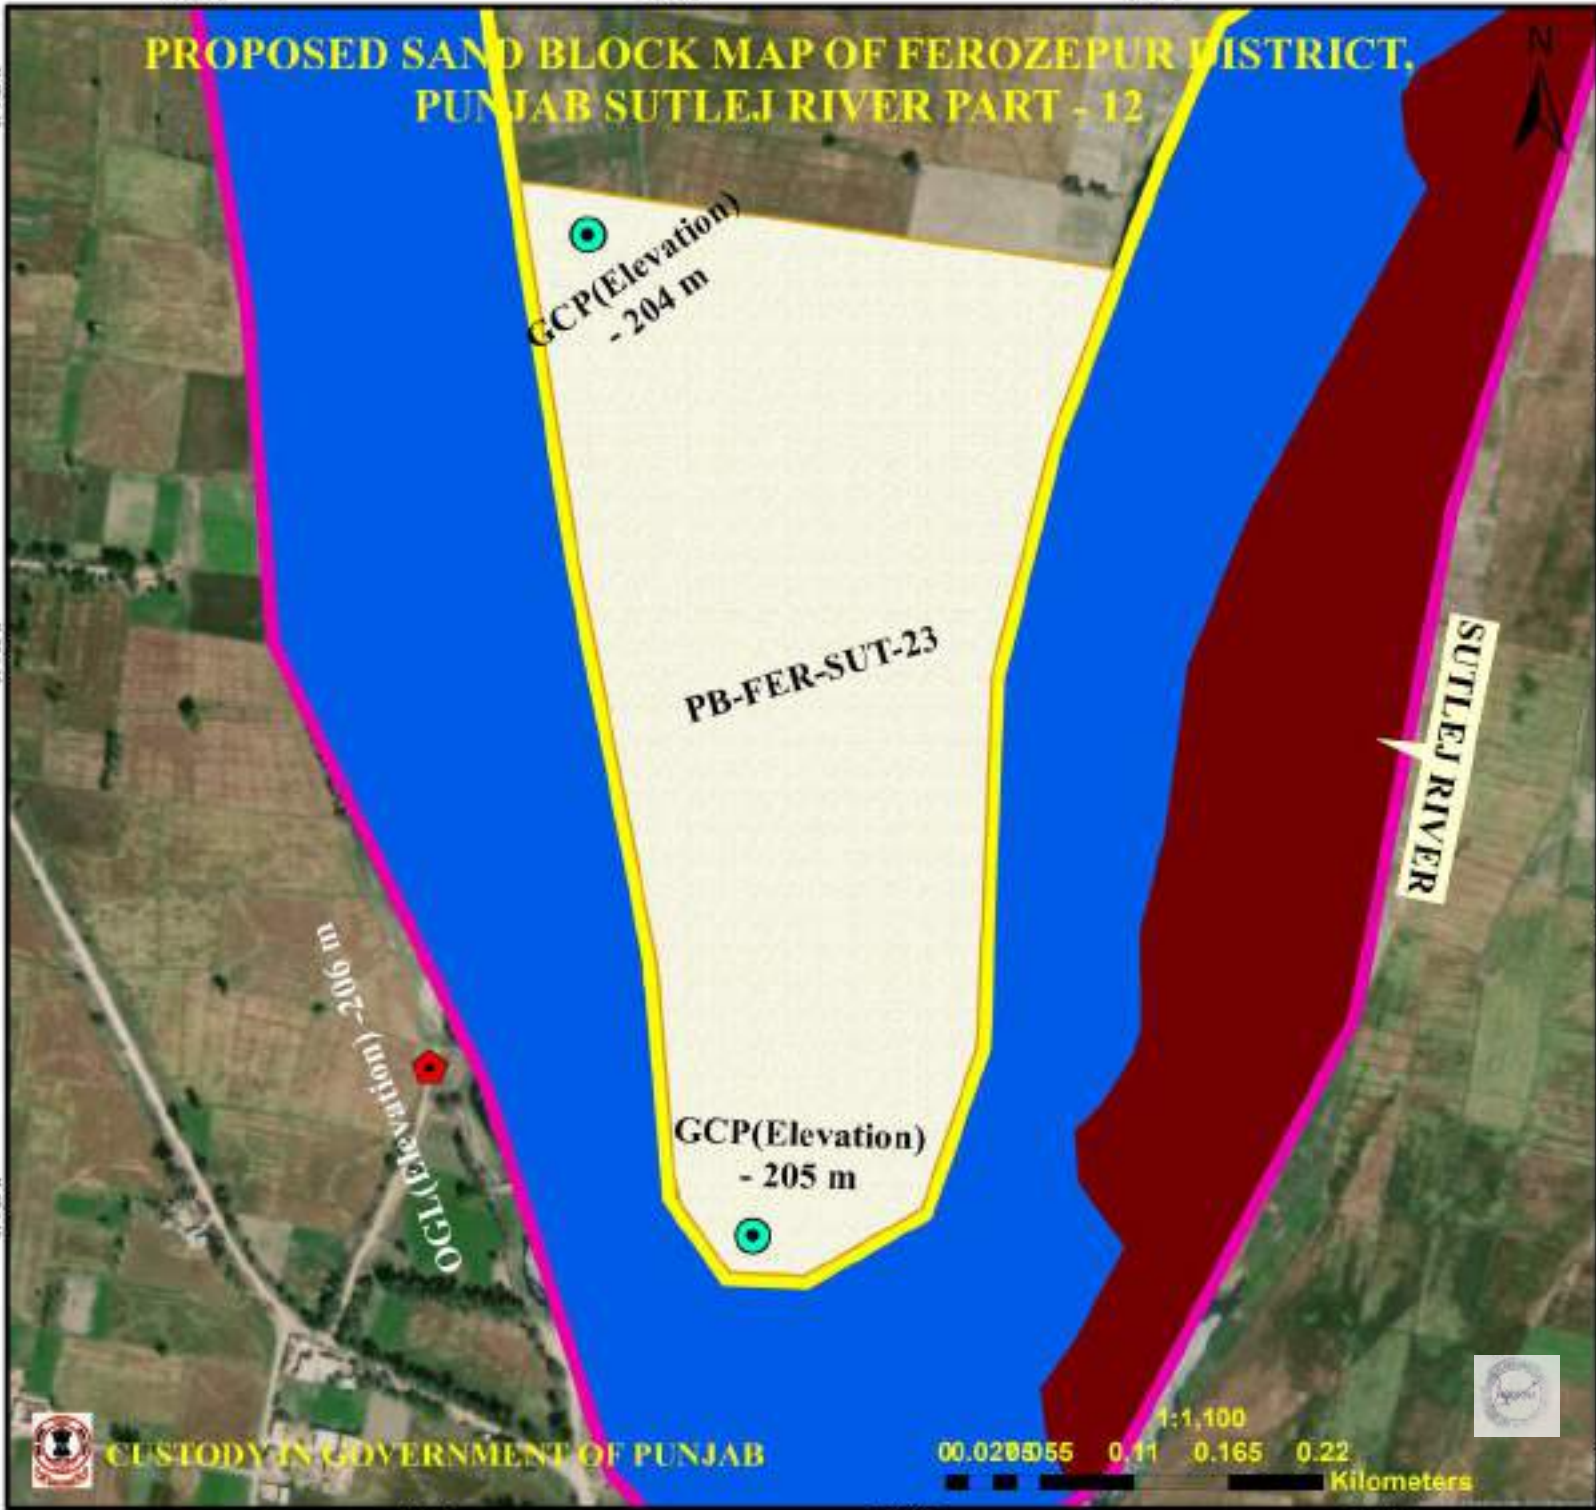 PROPOSED SAND BLOCK MAP OF FEROZEPUR DISTRICT,
PUNJAB SUTLEJ RIVER PART - 12
N
GCP(Elevation)
- 204 m
PB-FER-SUT-23
SUTLEJ RIVER
OGL(Elevation) -206 m
GCP(Elevation)
- 205 m
1:1,100
0.11 0.165 0.22
Kilometers
CUSTODY IN GOVERNMENT OF PUNJAB